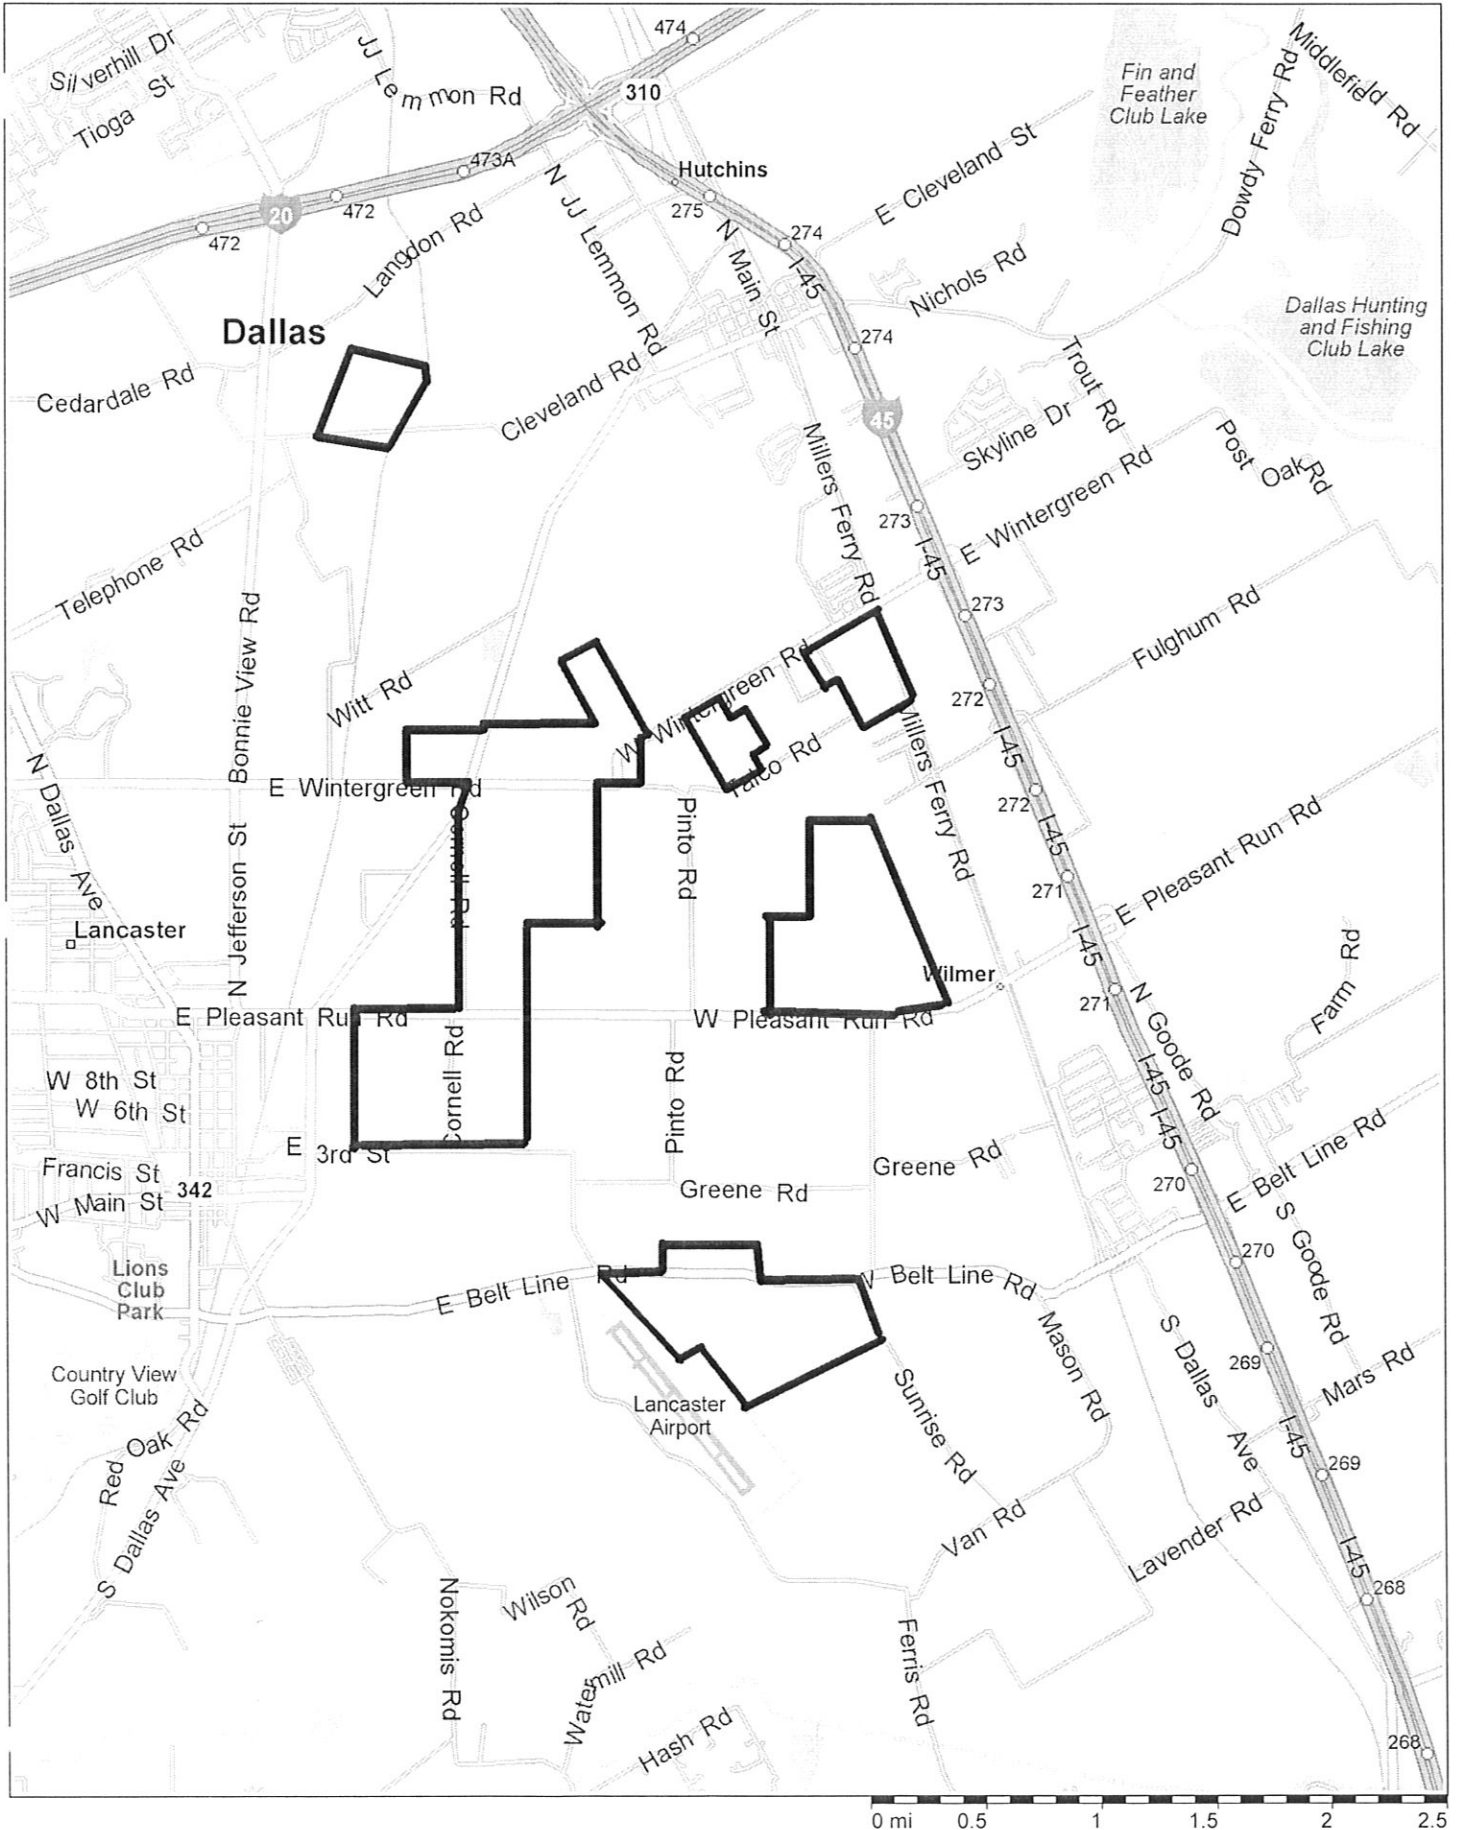 474
Silverhill Dr
JJ Lemmon Rd
310
Middlefield Rd
Fin and
Feather
Club Lake
Tioga St
Dowdy Ferry Rd
473A
Hutchins
E Cleveland St
N JJ Lemmon Rd
20
472
472
275
274
Langdon Rd
N Main St
I-45
Nichols Rd
Dallas
Dallas Hunting
and Fishing
Club Lake
274
Trout Rd
Cedardale Rd
Cleveland Rd
45
Skyline Dr
Millers Ferry Rd
Post Oak Rd
273
E Wintergreen Rd
I-45
Telephone Rd
273
Fulghum Rd
Bonnie View Rd
Witt Rd
W Wintergreen Rd
272
I-45
Millers Ferry Rd
N Dallas Ave
E Wintergreen Rd
Talco Rd
272
I-45
Pinto Rd
Cornell Rd
N Jefferson St
271
E Pleasant Run Rd
Lancaster
I-45
Farm Rd
Wilmer
271
N Goode Rd
E Pleasant Run Rd
W Pleasant Run Rd
Cornell Rd
Pinto Rd
I-45
W 8th St
W 6th St
I-45
E 3rd St
Francis St
342
W Main St
Greene Rd
Greene Rd
270
E Belt Line Rd
S Goode Rd
270
Lions
Club
Park
E Belt Line Rd
W Belt Line Rd
Mason Rd
S Dallas Ave
269
Mars Rd
Country View
Golf Club
Lancaster
Airport
Sunrise Rd
I-45
Red Oak Rd
S Dallas Ave
269
Van Rd
Lavender Rd
I-45
268
Nokomis Rd
Wilson Rd
Watermill Rd
Ferris Rd
Hash Rd
268
0 mi 0.5 1 1.5 2 2.5